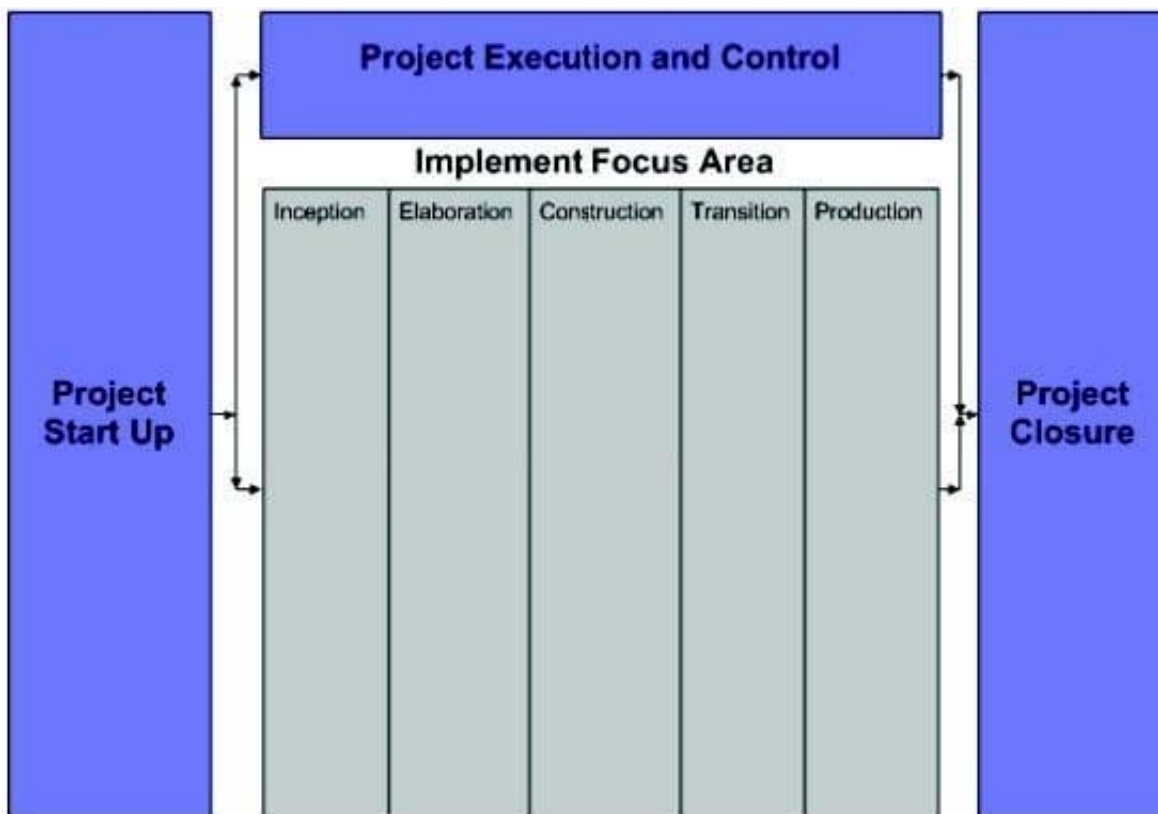 Project Execution and Control
Implement Focus Area
Inception
Elaboration
Construction
Transition
Production
Project
Start Up
Project
Closure